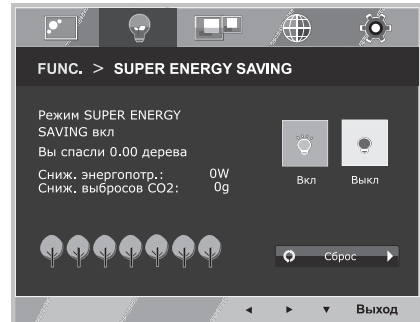 FUNC. > SUPER ENERGY SAVING
Режим SUPER ENERGY
SAVING вкл
Вы спасли 0.00 дерева
Сниж. энергопотр.: 0W
Сниж. выбросов CO2: 0g
Вкл Выкл
Сброс
Выход